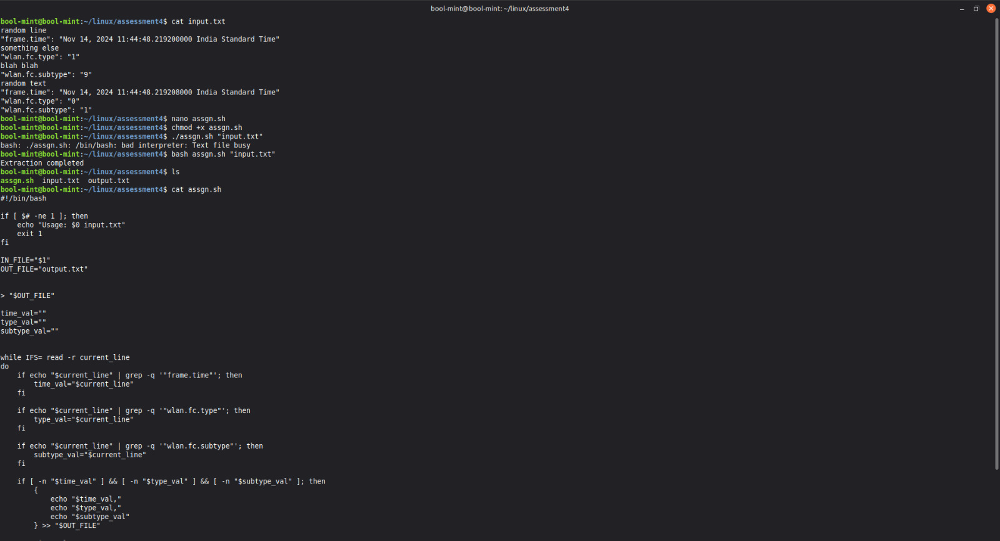 bool-mint@bool-mint: ~/linux/assessment4
bool-mint@bool-mint:~/linux/assessment4$ cat input.txt
random line
"frame.time": "Nov 14, 2024 11:44:48.219200000 India Standard Time"
something else
"wlan.fc.type": "1"
blah blah
"wlan.fc.subtype": "9"
random text
"frame.time": "Nov 14, 2024 11:44:48.219208000 India Standard Time"
"wlan.fc.type": "0"
"wlan.fc.subtype": "1"
bool-mint@bool-mint:~/linux/assessment4$ nano assgn.sh
bool-mint@bool-mint:~/linux/assessment4$ chmod +x assgn.sh
bool-mint@bool-mint:~/linux/assessment4$ ./assgn.sh "input.txt"
bash: ./assgn.sh: /bin/bash: bad interpreter: Text file busy
bool-mint@bool-mint:~/linux/assessment4$ bash assgn.sh "input.txt"
Extraction completed
bool-mint@bool-mint:~/linux/assessment4$ ls
assgn.sh  input.txt  output.txt
bool-mint@bool-mint:~/linux/assessment4$ cat assgn.sh
#!/bin/bash

if [ $# -ne 1 ]; then
    echo "Usage: $0 input.txt"
    exit 1
fi

IN_FILE="$1"
OUT_FILE="output.txt"


> "$OUT_FILE"

time_val=""
type_val=""
subtype_val=""


while IFS= read -r current_line
do
    if echo "$current_line" | grep -q '"frame.time"'; then
        time_val="$current_line"
    fi

    if echo "$current_line" | grep -q '"wlan.fc.type"'; then
        type_val="$current_line"
    fi

    if echo "$current_line" | grep -q '"wlan.fc.subtype"'; then
        subtype_val="$current_line"
    fi

    if [ -n "$time_val" ] && [ -n "$type_val" ] && [ -n "$subtype_val" ]; then
        {
            echo "$time_val,"
            echo "$type_val,"
            echo "$subtype_val"
        } >> "$OUT_FILE"